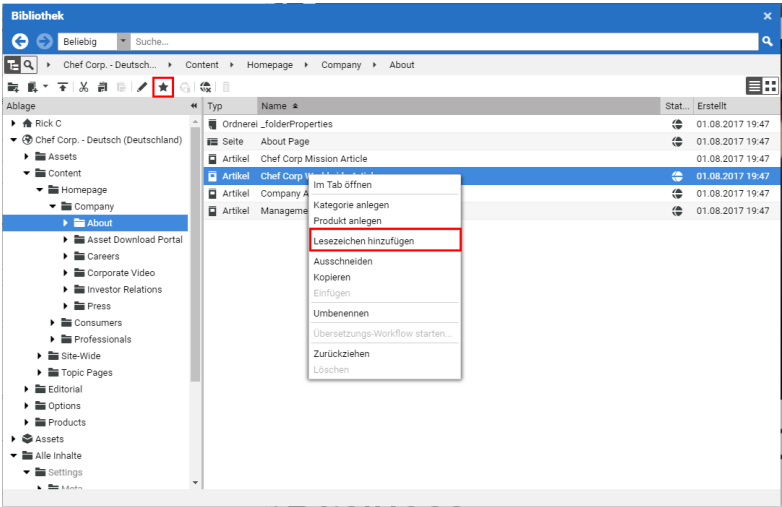 Bibliothek
Beliebig Suche...
Chef Corp. - Deutsch... Content Homepage Company About
Ablage Typ Name Stat... Erstellt
Rick C
Chef Corp. - Deutsch (Deutschland)
Assets
Content
Homepage
Company
About
Asset Download Portal
Careers
Corporate Video
Investor Relations
Press
Consumers
Professionals
Site-Wide
Topic Pages
Editorial
Options
Products
Assets
Alle Inhalte
Settings
Ordnerei _folderProperties 01.08.2017 19:47
Seite About Page 01.08.2017 19:47
Artikel Chef Corp Mission Article 01.08.2017 19:47
Artikel Chef Corp 01.08.2017 19:47
Artikel Company A 01.08.2017 19:47
Artikel Manageme 01.08.2017 19:47
Im Tab öffnen
Kategorie anlegen
Produkt anlegen
Lesezeichen hinzufügen
Ausschneiden
Kopieren
Einfügen
Umbenennen
Übersetzungs-Workflow starten...
Zurückziehen
Löschen